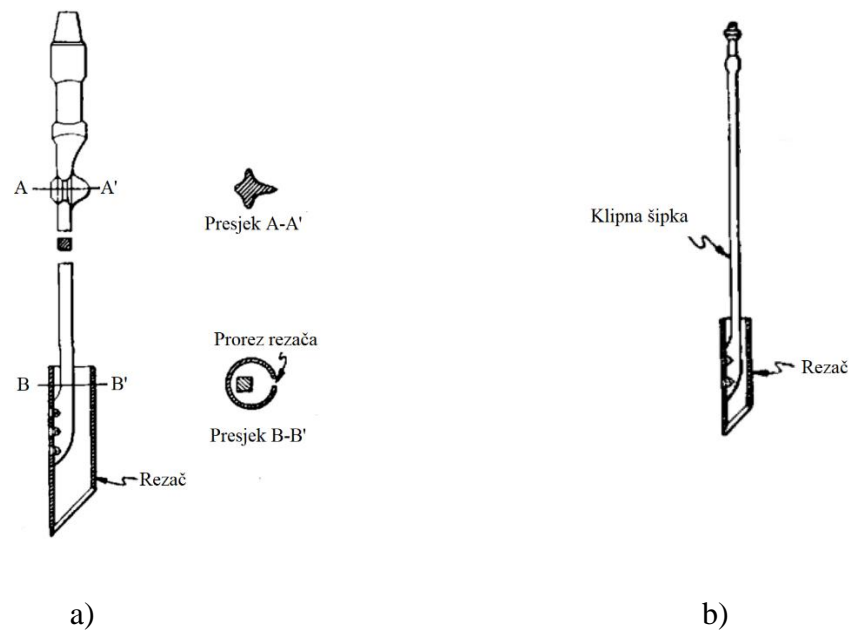 A A'
Presjek A-A'
Klipna šipka
Prorez rezača
B B'
Rezač
Presjek B-B'
Rezač
a) b)